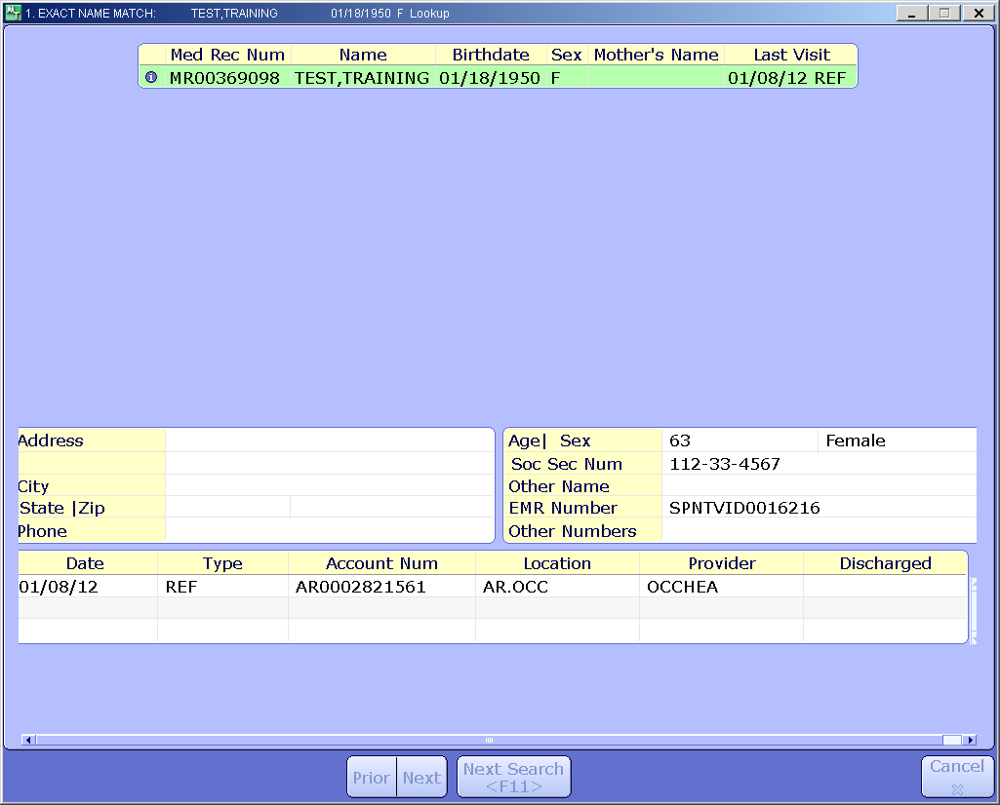 1. EXACT NAME MATCH: TEST,TRAINING 01/18/1950 F Lookup
Med Rec Num Name Birthdate Sex Mother's Name Last Visit
MR00369098 TEST,TRAINING 01/18/1950 F 01/08/12 REF
Address
City
State |Zip
Phone
Age| Sex 63 Female
Soc Sec Num 112-33-4567
Other Name
EMR Number SPNTVID0016216
Other Numbers
Date Type Account Num Location Provider Discharged
01/08/12 REF AR0002821561 AR.OCC OCCHEA
Prior Next
Next Search
<F11>
Cancel